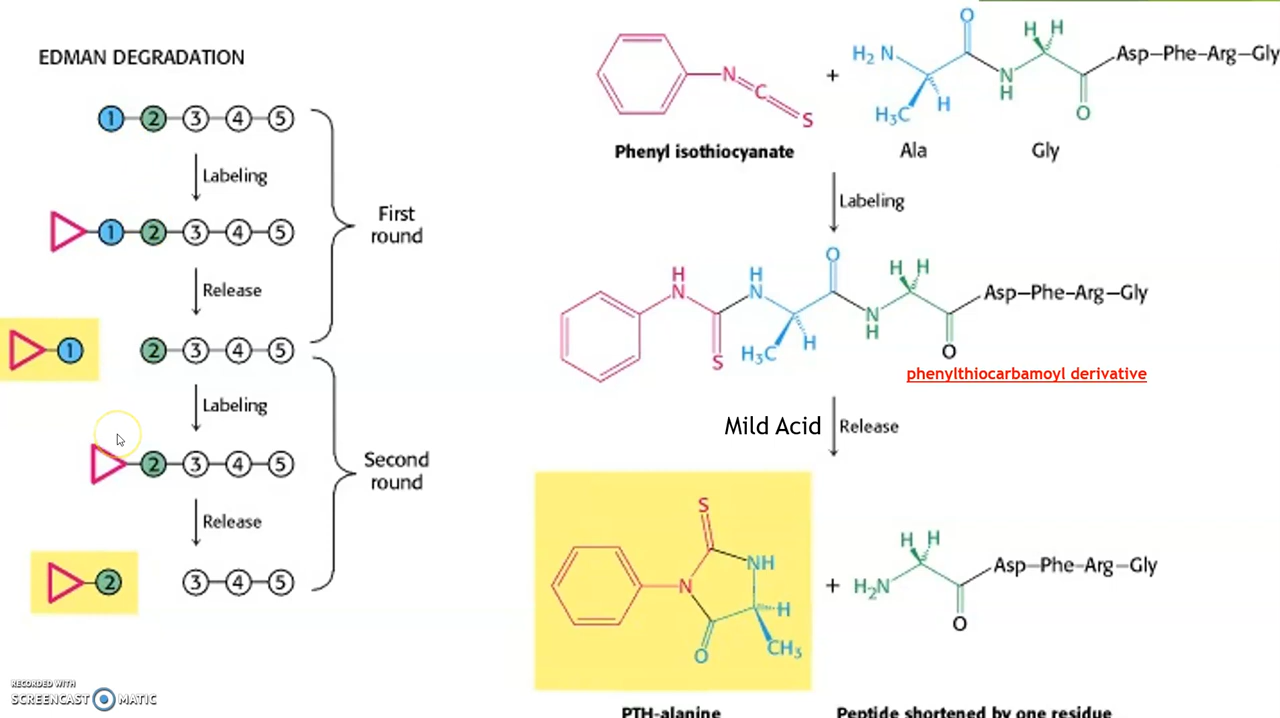 EDMAN DEGRADATION
1 2 3 4 5
Labeling
1 2 3 4 5
First
round
Release
1 2 3 4 5
Labeling
2 3 4 5
Second
round
Release
2 3 4 5
N C S + H2 N O H H N H H H3C O Asp–Phe–Arg–Gly
Phenyl isothiocyanate Ala Gly
Labeling
H N S H N O H3C H N H H H O Asp–Phe–Arg–Gly
phenylthiocarbamoyl derivative
Mild Acid Release
S NH N H O CH3 + H2N H H O Asp–Phe–Arg–Gly
PTH-alanine Peptide shortened by one residue
RECORDED WITH
SCREENCAST MATIC